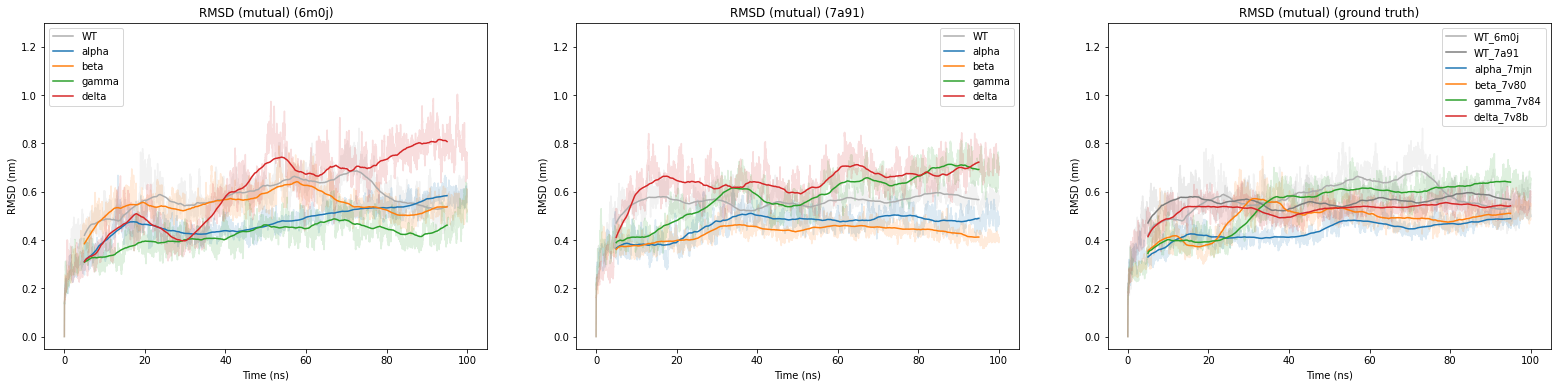 RMSD (mutual) (6m0j)
WT
alpha
beta
gamma
delta
RMSD (nm)
1.2
1.0
0.8
0.6
0.4
0.2
0.0
0 20 40 60 80 100
Time (ns)
RMSD (mutual) (7a91)
WT
alpha
beta
gamma
delta
RMSD (nm)
1.2
1.0
0.8
0.6
0.4
0.2
0.0
0 20 40 60 80 100
Time (ns)
RMSD (mutual) (ground truth)
WT_6m0j
WT_7a91
alpha_7mjn
beta_7v80
gamma_7v84
delta_7v8b
RMSD (nm)
1.2
1.0
0.8
0.6
0.4
0.2
0.0
0 20 40 60 80 100
Time (ns)